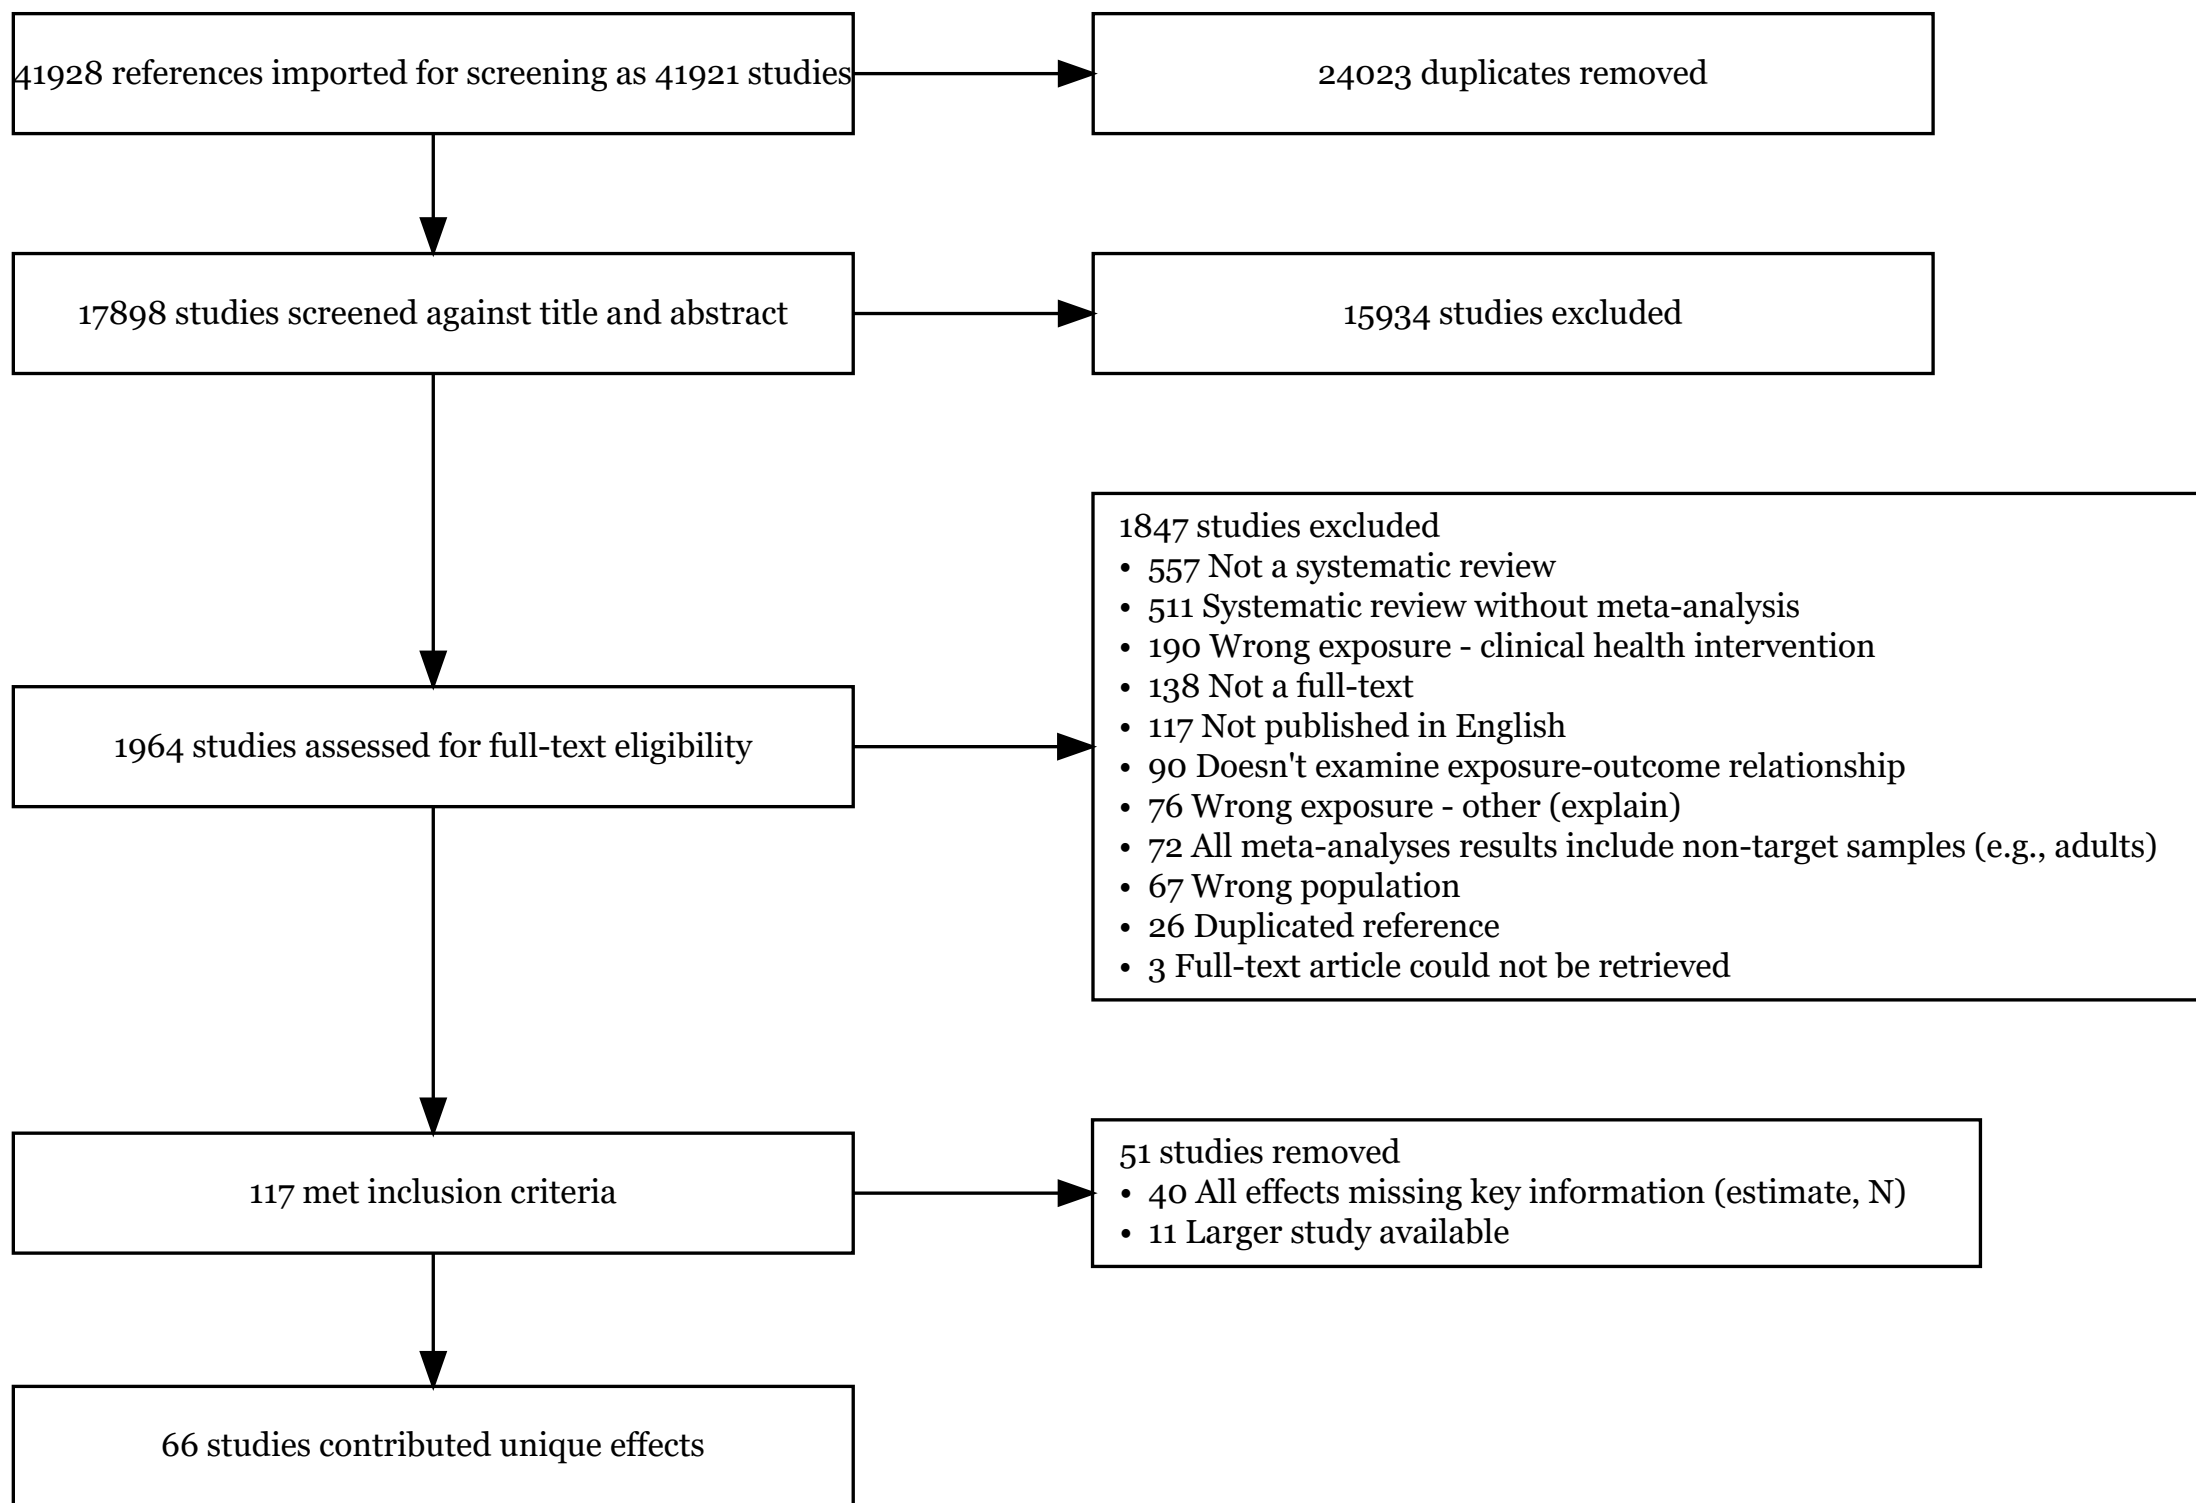 41928 references imported for screening as 41921 studies
24023 duplicates removed
17898 studies screened against title and abstract
15934 studies excluded
1847 studies excluded
• 557 Not a systematic review
• 511 Systematic review without meta-analysis
• 190 Wrong exposure - clinical health intervention
• 138 Not a full-text
• 117 Not published in English
• 90 Doesn't examine exposure-outcome relationship
• 76 Wrong exposure - other (explain)
• 72 All meta-analyses results include non-target samples (e.g., adults)
• 67 Wrong population
• 26 Duplicated reference
• 3 Full-text article could not be retrieved
1964 studies assessed for full-text eligibility
117 met inclusion criteria
51 studies removed
• 40 All effects missing key information (estimate, N)
• 11 Larger study available
66 studies contributed unique effects